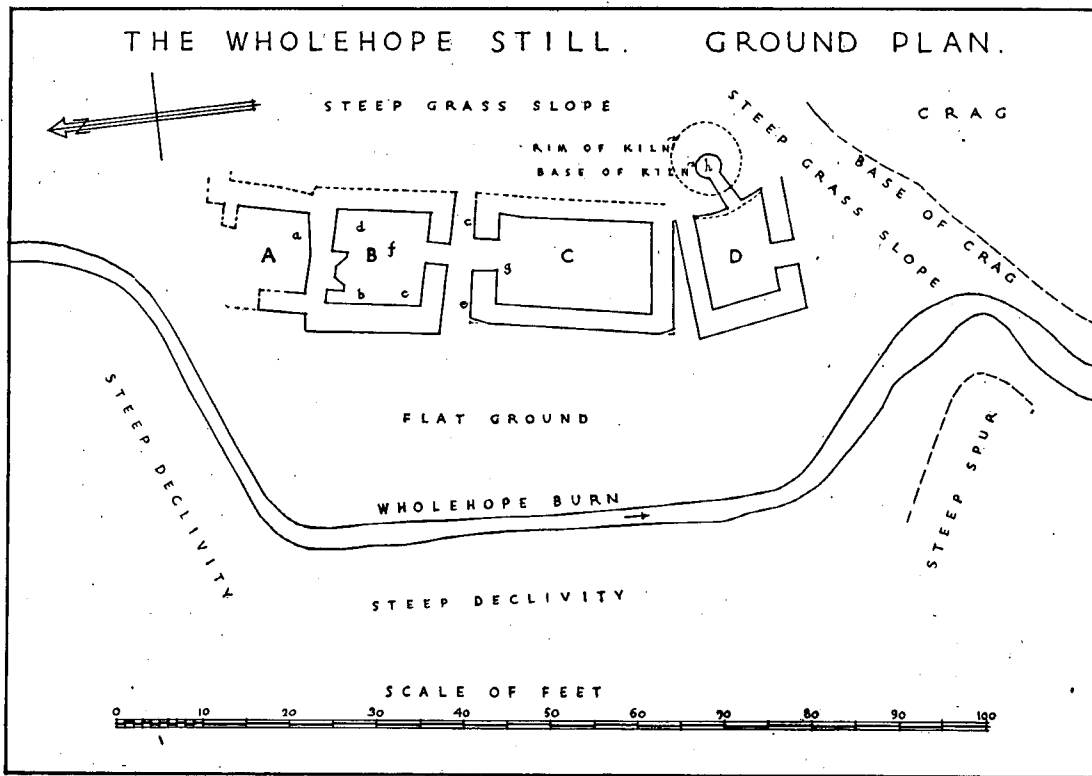 THE WHOLEHOPE STILL. GROUND PLAN.
N
STEEP GRASS SLOPE
STEEP GRASS SLOPE
CRAG
RIM OF KILN
BASE OF KILN
h
BASE OF CRAG
a
A
d
B
f
b
c
c
e
g
C
D
FLAT GROUND
STEEP DECLIVITY
WHOLEHOPE BURN
STEEP SPUR
STEEP DECLIVITY
SCALE OF FEET
0 10 20 30 40 50 60 70 80 90 100